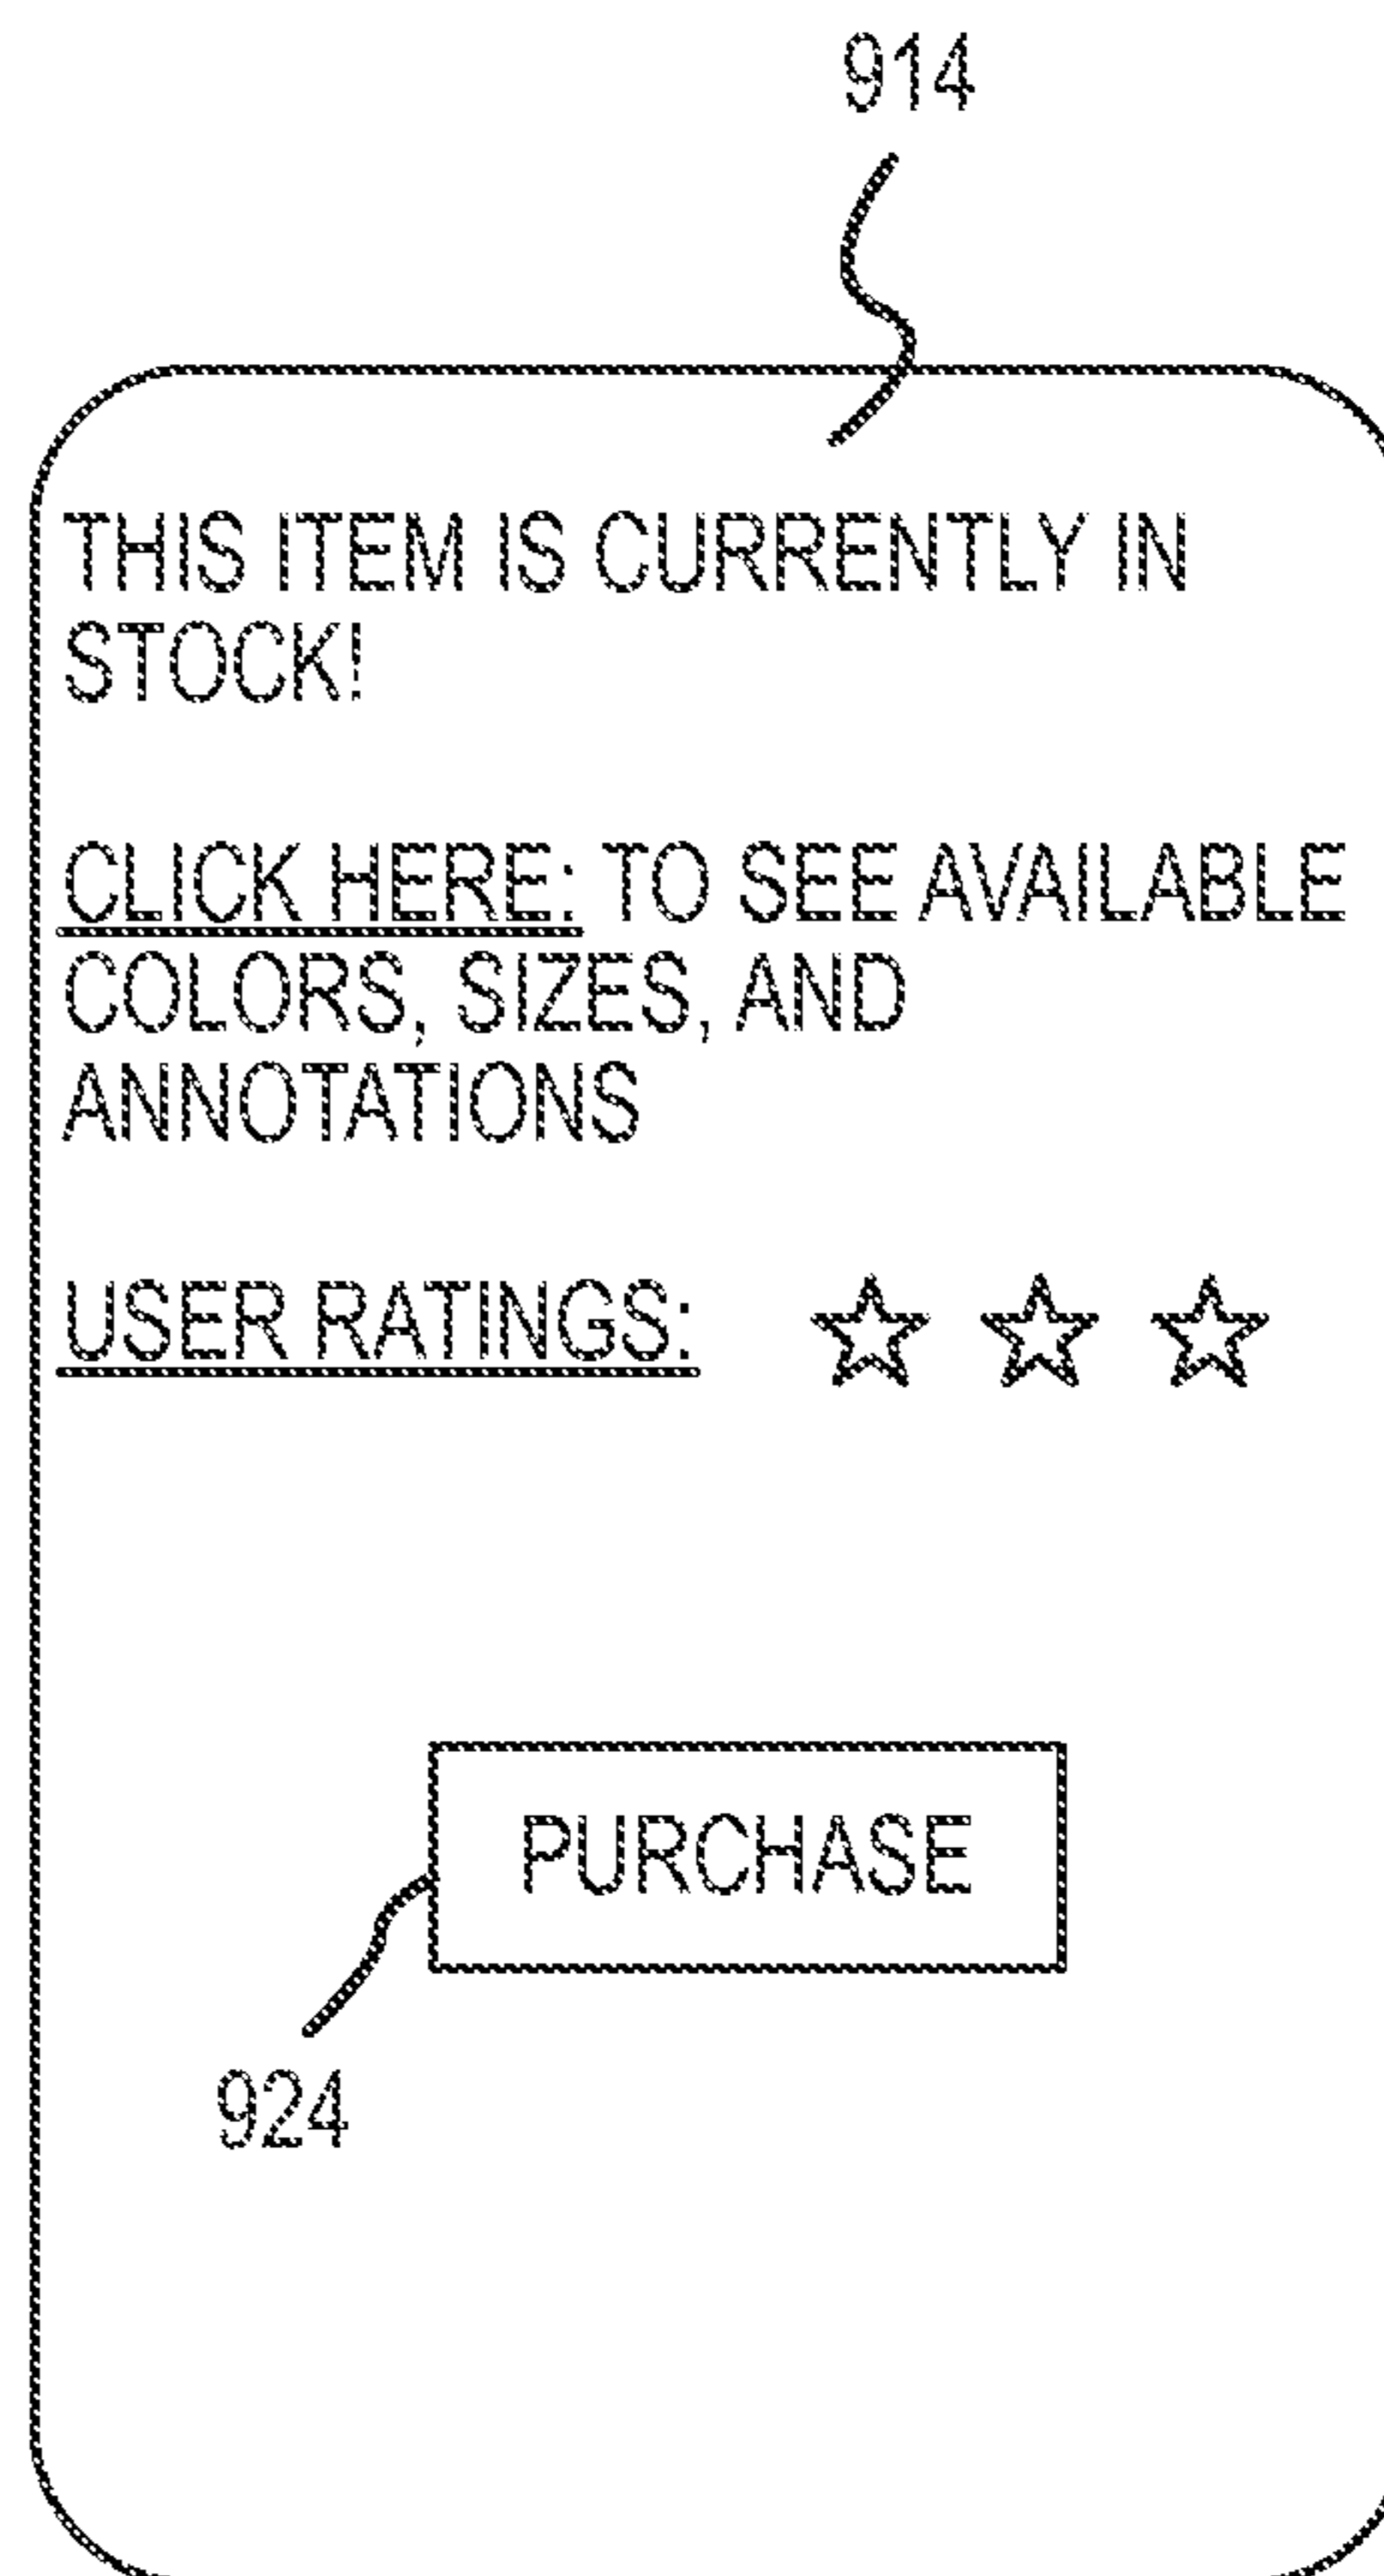 914
THIS ITEM IS CURRENTLY IN
STOCK!
CLICK HERE: TO SEE AVAILABLE
COLORS, SIZES, AND
ANNOTATIONS
USER RATINGS:
PURCHASE
924